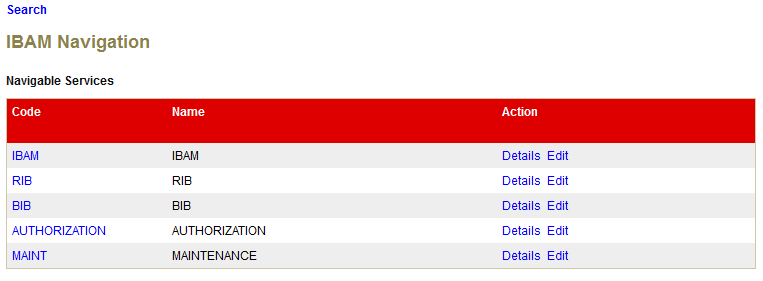 Search
IBAM Navigation
Navigable Services
Code Name Action
IBAM IBAM Details Edit
RIB RIB Details Edit
BIB BIB Details Edit
AUTHORIZATION AUTHORIZATION Details Edit
MAINT MAINTENANCE Details Edit